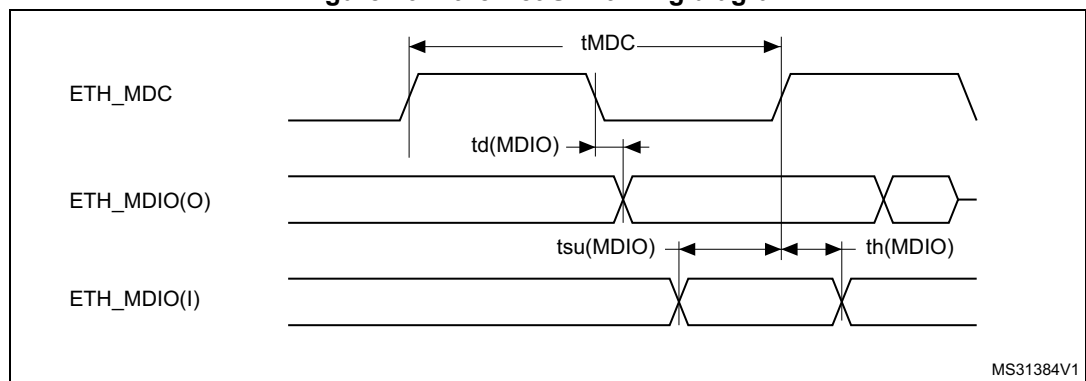 tMDC
ETH_MDC
td(MDIO)
ETH_MDIO(O)
tsu(MDIO) th(MDIO)
ETH_MDIO(I)
MS31384V1